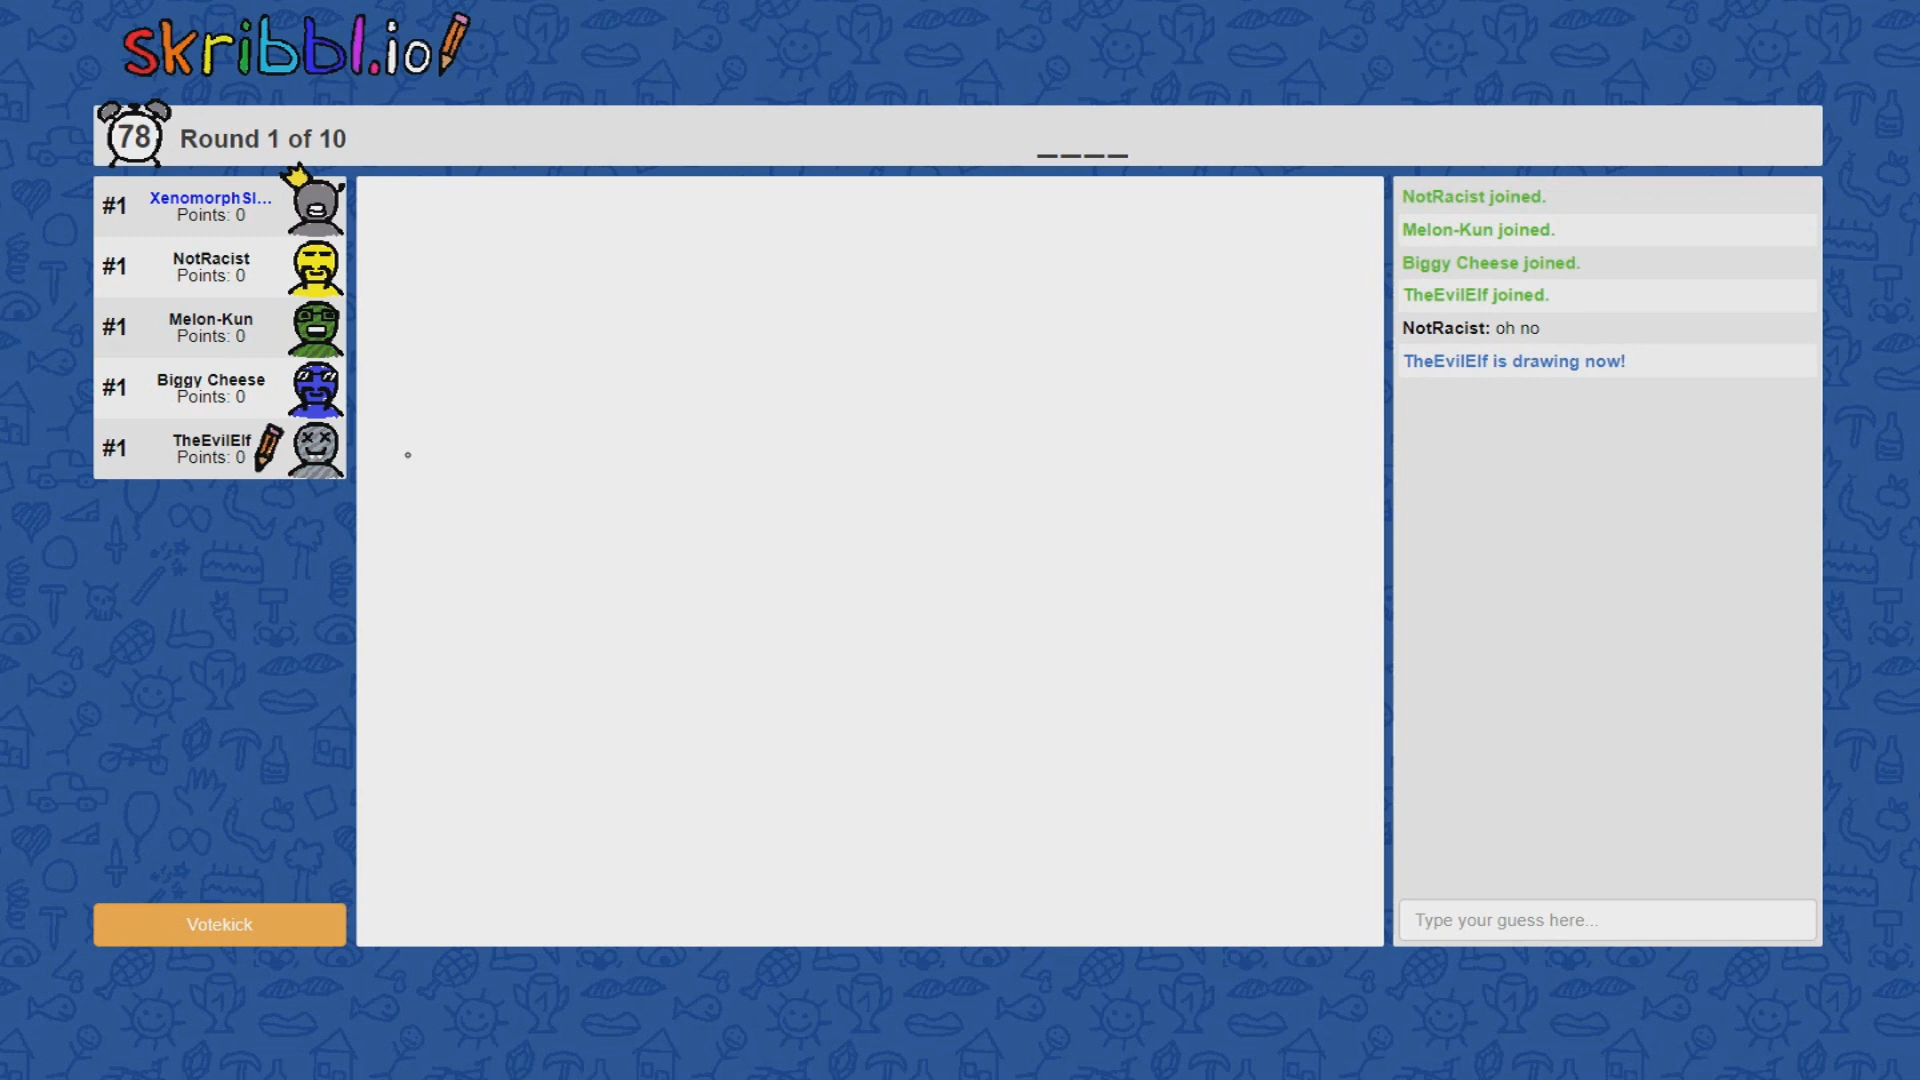 skribbl.io
78
Round 1 of 10
____
#1
XenomorphSl...
Points: 0
#1
NotRacist
Points: 0
#1
Melon-Kun
Points: 0
#1
Biggy Cheese
Points: 0
#1
TheEvilElf
Points: 0
Votekick
NotRacist joined.
Melon-Kun joined.
Biggy Cheese joined.
TheEvilElf joined.
NotRacist: oh no
TheEvilElf is drawing now!
Type your guess here...